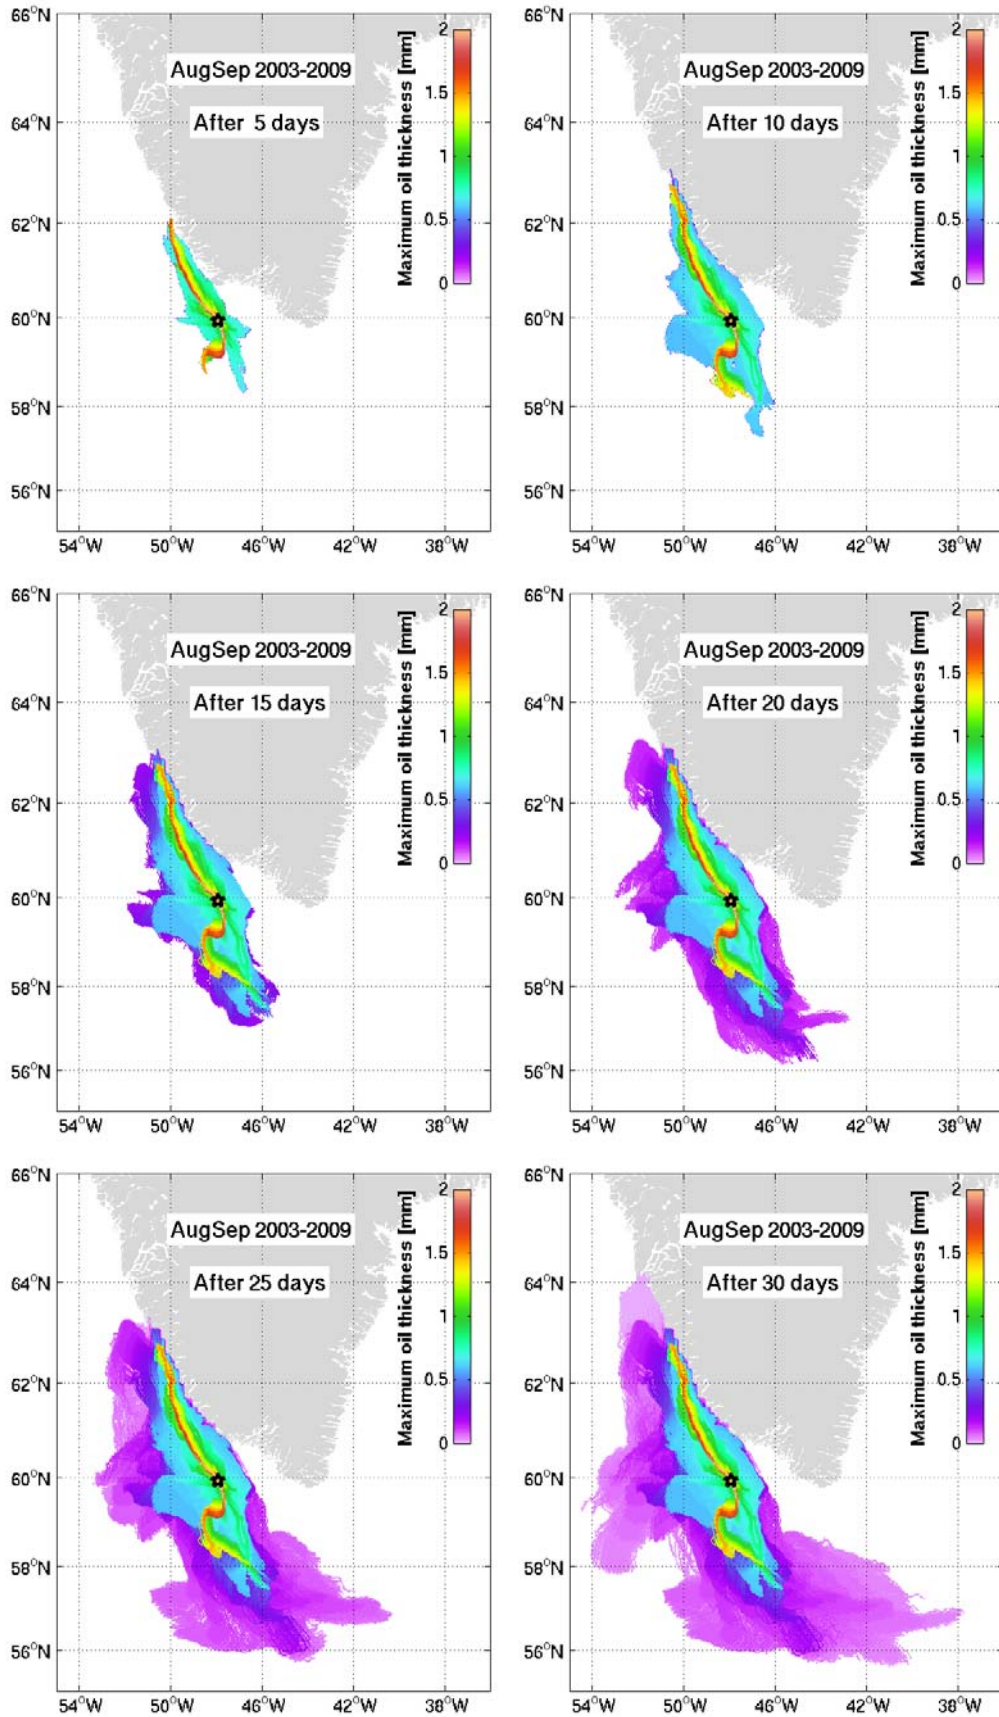 66°N
64°N
62°N
60°N
58°N
56°N
54°W 50°W 46°W 42°W 38°W
AugSep 2003-2009
After 5 days
Maximum oil thickness [mm]
2
1.5
1
0.5
0
66°N
64°N
62°N
60°N
58°N
56°N
54°W 50°W 46°W 42°W 38°W
AugSep 2003-2009
After 10 days
Maximum oil thickness [mm]
2
1.5
1
0.5
0
66°N
64°N
62°N
60°N
58°N
56°N
54°W 50°W 46°W 42°W 38°W
AugSep 2003-2009
After 15 days
Maximum oil thickness [mm]
2
1.5
1
0.5
0
66°N
64°N
62°N
60°N
58°N
56°N
54°W 50°W 46°W 42°W 38°W
AugSep 2003-2009
After 20 days
Maximum oil thickness [mm]
2
1.5
1
0.5
0
66°N
64°N
62°N
60°N
58°N
56°N
54°W 50°W 46°W 42°W 38°W
AugSep 2003-2009
After 25 days
Maximum oil thickness [mm]
2
1.5
1
0.5
0
66°N
64°N
62°N
60°N
58°N
56°N
54°W 50°W 46°W 42°W 38°W
AugSep 2003-2009
After 30 days
Maximum oil thickness [mm]
2
1.5
1
0.5
0